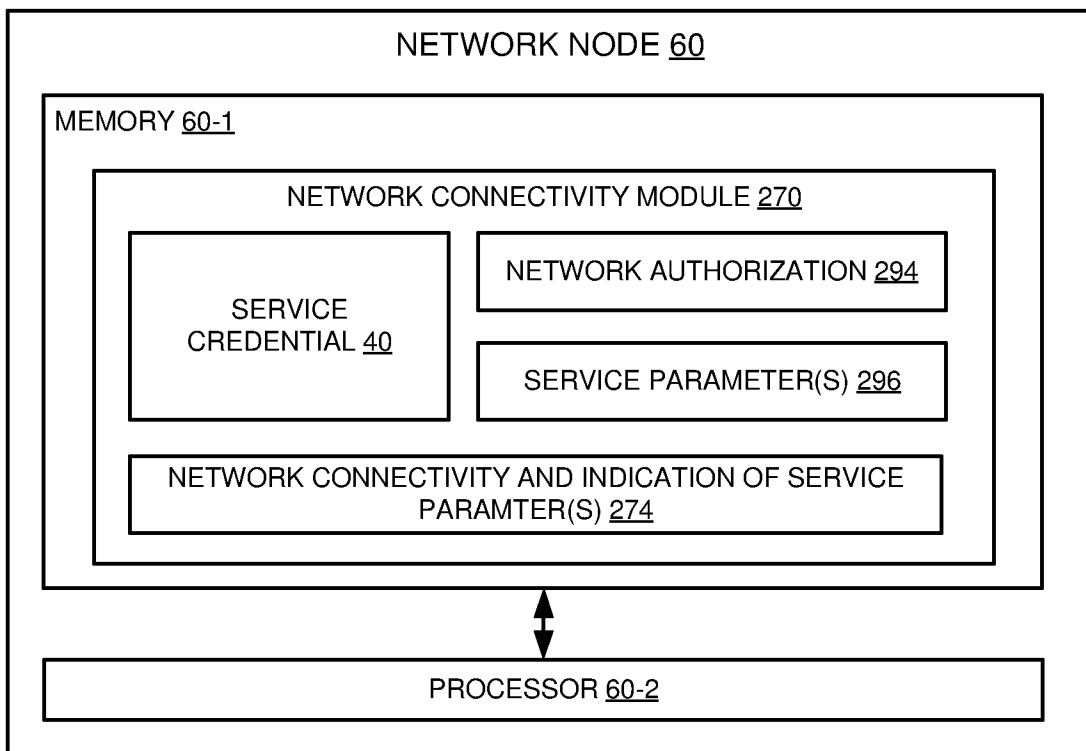 NETWORK NODE 60
MEMORY 60-1
NETWORK CONNECTIVITY MODULE 270
SERVICE
CREDENTIAL 40
NETWORK AUTHORIZATION 294
SERVICE PARAMETER(S) 296
NETWORK CONNECTIVITY AND INDICATION OF SERVICE
PARAMTER(S) 274
PROCESSOR 60-2